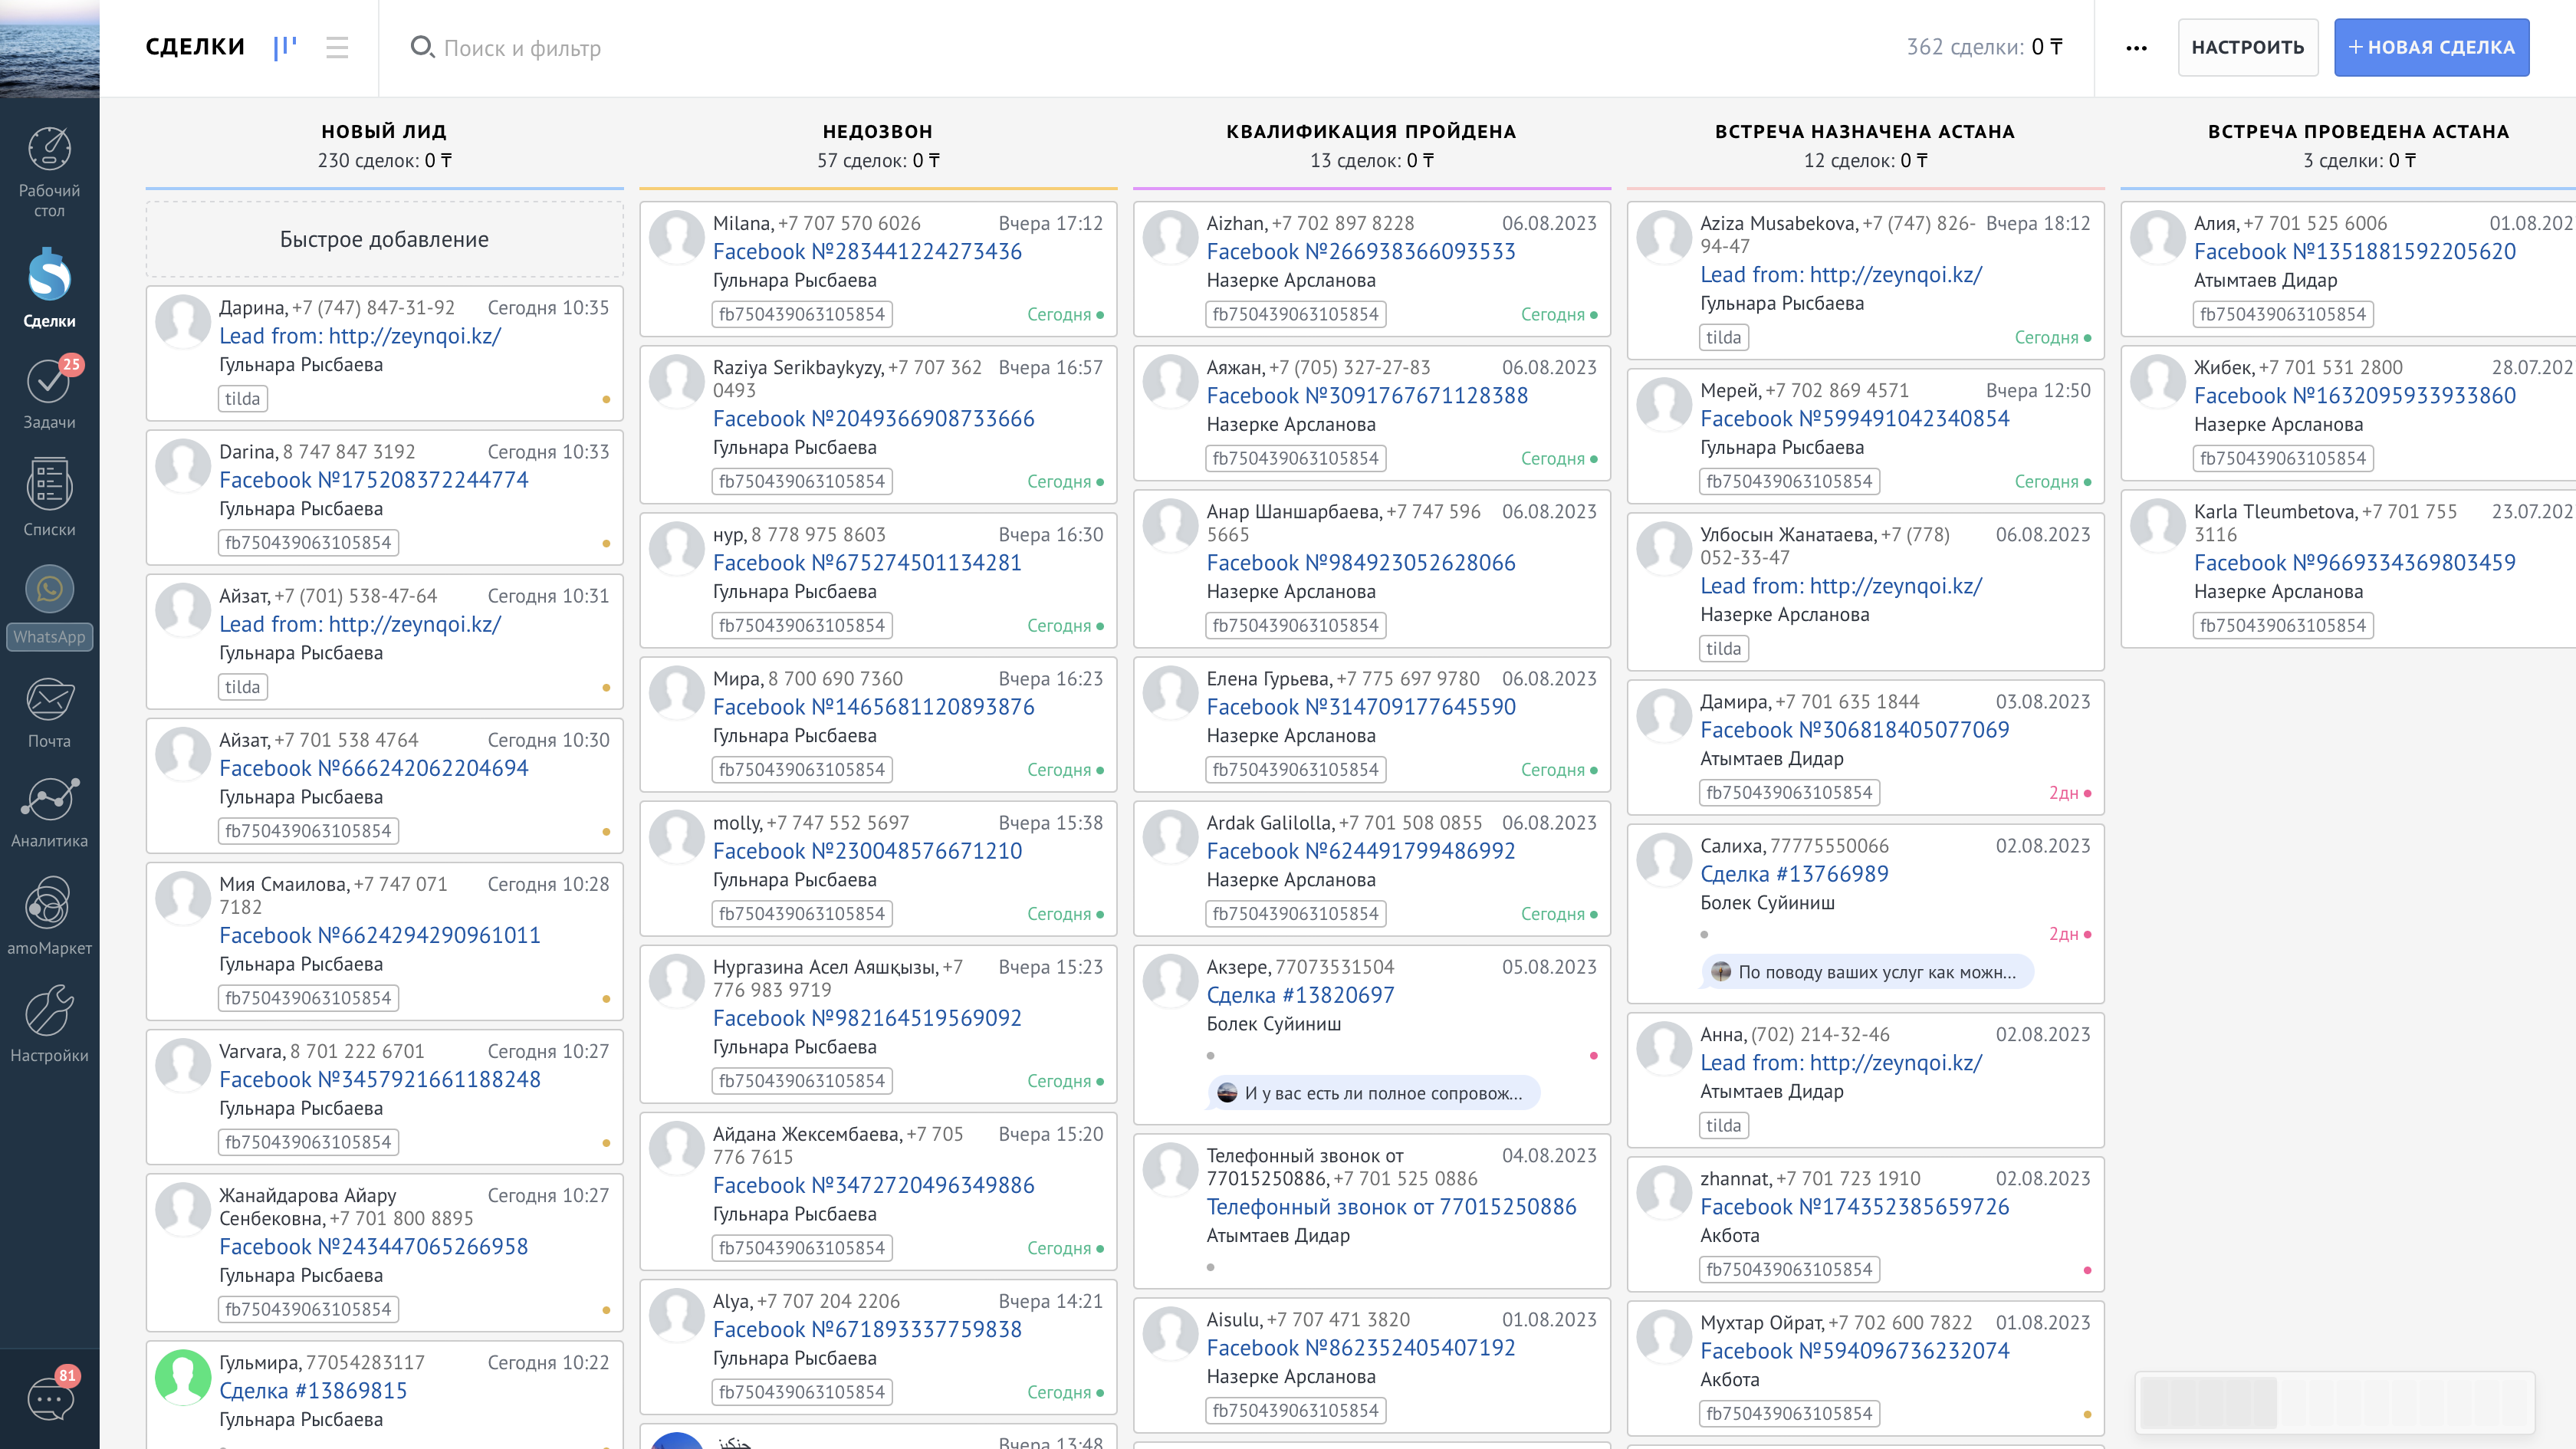 СДЕЛКИ
Поиск и фильтр
362 сделки: 0 ₸
НАСТРОИТЬ
НОВАЯ СДЕЛКА
Рабочий
стол
Сделки
25
Задачи
Списки
WhatsApp
Почта
Аналитика
amoМаркет
Настройки
81
НОВЫЙ ЛИД
230 сделок: 0 ₸
Быстрое добавление
Дарина, +7 (747) 847-31-92 Сегодня 10:35
Lead from: http://zeynqoi.kz/
Гульнара Рысбаева
tilda
Darina, 8 747 847 3192 Сегодня 10:33
Facebook №175208372244774
Гульнара Рысбаева
fb750439063105854
Айзат, +7 (701) 538-47-64 Сегодня 10:31
Lead from: http://zeynqoi.kz/
Гульнара Рысбаева
tilda
Айзат, +7 701 538 4764 Сегодня 10:30
Facebook №666242062204694
Гульнара Рысбаева
fb750439063105854
Мия Смаилова, +7 747 071 Сегодня 10:28
7182
Facebook №6624294290961011
Гульнара Рысбаева
fb750439063105854
Varvara, 8 701 222 6701 Сегодня 10:27
Facebook №3457921661188248
Гульнара Рысбаева
fb750439063105854
Жанайдарова Айару Сегодня 10:27
Сенбековна, +7 701 800 8895
Facebook №243447065266958
Гульнара Рысбаева
fb750439063105854
Гульмира, 77054283117 Сегодня 10:22
Сделка #13869815
Гульнара Рысбаева
НЕДОЗВОН
57 сделок: 0 ₸
Milana, +7 707 570 6026 Вчера 17:12
Facebook №283441224273436
Гульнара Рысбаева
fb750439063105854 Сегодня
Raziya Serikbaykyzy, +7 707 362 Вчера 16:57
0493
Facebook №2049366908733666
Гульнара Рысбаева
fb750439063105854 Сегодня
нур, 8 778 975 8603 Вчера 16:30
Facebook №675274501134281
Гульнара Рысбаева
fb750439063105854 Сегодня
Мира, 8 700 690 7360 Вчера 16:23
Facebook №1465681120893876
Гульнара Рысбаева
fb750439063105854 Сегодня
molly, +7 747 552 5697 Вчера 15:38
Facebook №230048576671210
Гульнара Рысбаева
fb750439063105854 Сегодня
Нургазина Асел Аяшқызы, +7 Вчера 15:23
776 983 9719
Facebook №982164519569092
Гульнара Рысбаева
fb750439063105854 Сегодня
Айдана Жексембаева, +7 705 Вчера 15:20
776 7615
Facebook №3472720496349886
Гульнара Рысбаева
fb750439063105854 Сегодня
Alya, +7 707 204 2206 Вчера 14:21
Facebook №671893337759838
Гульнара Рысбаева
fb750439063105854 Сегодня
Вчера 13:48
КВАЛИФИКАЦИЯ ПРОЙДЕНА
13 сделок: 0 ₸
Aizhan, +7 702 897 8228 06.08.2023
Facebook №266938366093533
Назерке Арсланова
fb750439063105854 Сегодня
Аяжан, +7 (705) 327-27-83 06.08.2023
Facebook №3091767671128388
Назерке Арсланова
fb750439063105854 Сегодня
Анар Шаншарбаева, +7 747 596 06.08.2023
5665
Facebook №984923052628066
Назерке Арсланова
fb750439063105854
Елена Гурьева, +7 775 697 9780 06.08.2023
Facebook №314709177645590
Назерке Арсланова
fb750439063105854 Сегодня
Ardak Galilolla, +7 701 508 0855 06.08.2023
Facebook №624491799486992
Назерке Арсланова
fb750439063105854 Сегодня
Акзере, 77073531504 05.08.2023
Сделка #13820697
Болек Суйиниш
И у вас есть ли полное сопровож...
Телефонный звонок от 04.08.2023
77015250886, +7 701 525 0886
Телефонный звонок от 77015250886
Атымтаев Дидар
Aisulu, +7 707 471 3820 01.08.2023
Facebook №862352405407192
Назерке Арсланова
fb750439063105854
ВСТРЕЧА НАЗНАЧЕНА АСТАНА
12 сделок: 0 ₸
Aziza Musabekova, +7 (747) 826- Вчера 18:12
94-47
Lead from: http://zeynqoi.kz/
Гульнара Рысбаева
tilda Сегодня
Мерей, +7 702 869 4571 Вчера 12:50
Facebook №599491042340854
Гульнара Рысбаева
fb750439063105854 Сегодня
Улбосын Жанатаева, +7 (778) 06.08.2023
052-33-47
Lead from: http://zeynqoi.kz/
Назерке Арсланова
tilda
Дамира, +7 701 635 1844 03.08.2023
Facebook №306818405077069
Атымтаев Дидар
fb750439063105854 2дн
Салиха, 77775550066 02.08.2023
Сделка #13766989
Болек Суйиниш
2дн
По поводу ваших услуг как можн...
Анна, (702) 214-32-46 02.08.2023
Lead from: http://zeynqoi.kz/
Атымтаев Дидар
tilda
zhannat, +7 701 723 1910 02.08.2023
Facebook №174352385659726
Акбота
fb750439063105854
Мухтар Ойрат, +7 702 600 7822 01.08.2023
Facebook №594096736232074
Акбота
fb750439063105854
ВСТРЕЧА ПРОВЕДЕНА АСТАНА
3 сделки: 0 ₸
Алия, +7 701 525 6006 01.08.202
Facebook №1351881592205620
Атымтаев Дидар
fb750439063105854
Жибек, +7 701 531 2800 28.07.202
Facebook №1632095933933860
Назерке Арсланова
fb750439063105854
Karla Tleumbetova, +7 701 755 23.07.202
3116
Facebook №9669334369803459
Назерке Арсланова
fb750439063105854